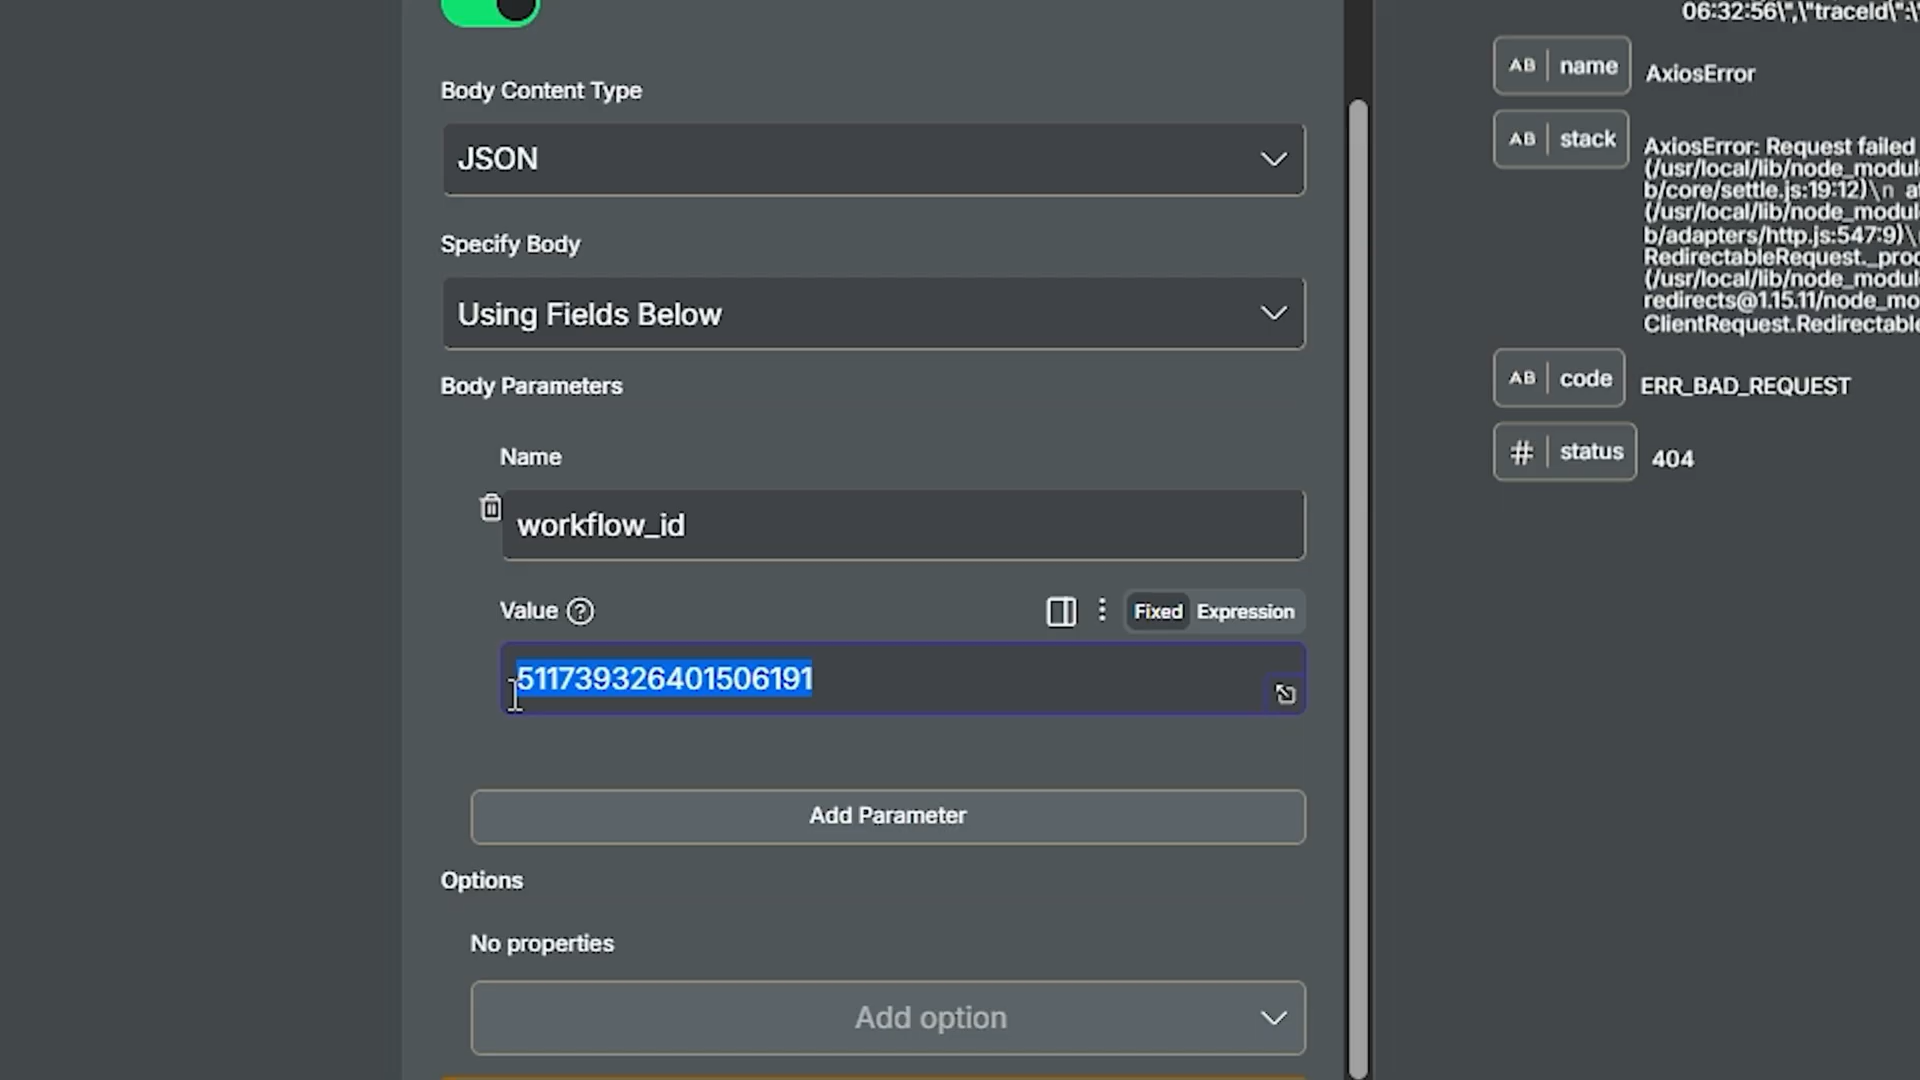 Body Content Type
JSON
Specify Body
Using Fields Below
Body Parameters
Name
workflow_id
Value
Fixed Expression
511739326401506191
Add Parameter
Options
No properties
Add option
06:32:56\",\"traceId\":\"
AB name AxiosError
AB stack AxiosError: Request failed
(/usr/local/lib/node_modul
b/core/settle.js:19:12)\n at
(/usr/local/lib/node_modul
b/adapters/http.js:547:9)\
RedirectableRequest._proc
(/usr/local/lib/node_modul
redirects@1.15.11/node_mo
ClientRequest.Redirectable
AB code ERR_BAD_REQUEST
# status 404